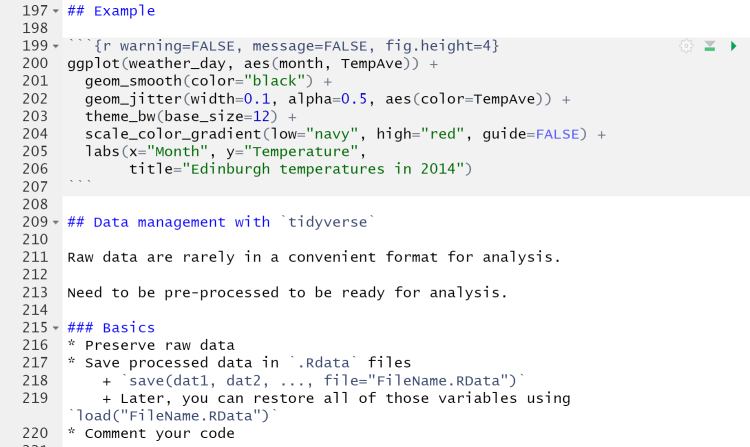 197 ## Example
198
199 ```{r warning=FALSE, message=FALSE, fig.height=4}
200 ggplot(weather_day, aes(month, TempAve)) +
201   geom_smooth(color="black") +
202   geom_jitter(width=0.1, alpha=0.5, aes(color=TempAve)) +
203   theme_bw(base_size=12) +
204   scale_color_gradient(low="navy", high="red", guide=FALSE) +
205   labs(x="Month", y="Temperature",
206        title="Edinburgh temperatures in 2014")
207 ```
208
209 ## Data management with `tidyverse`
210
211 Raw data are rarely in a convenient format for analysis.
212
213 Need to be pre-processed to be ready for analysis.
214
215 ### Basics
216 * Preserve raw data
217 * Save processed data in `.Rdata` files
218     + `save(dat1, dat2, ..., file="FileName.RData")`
219     + Later, you can restore all of those variables using
`load("FileName.RData")`
220 * Comment your code